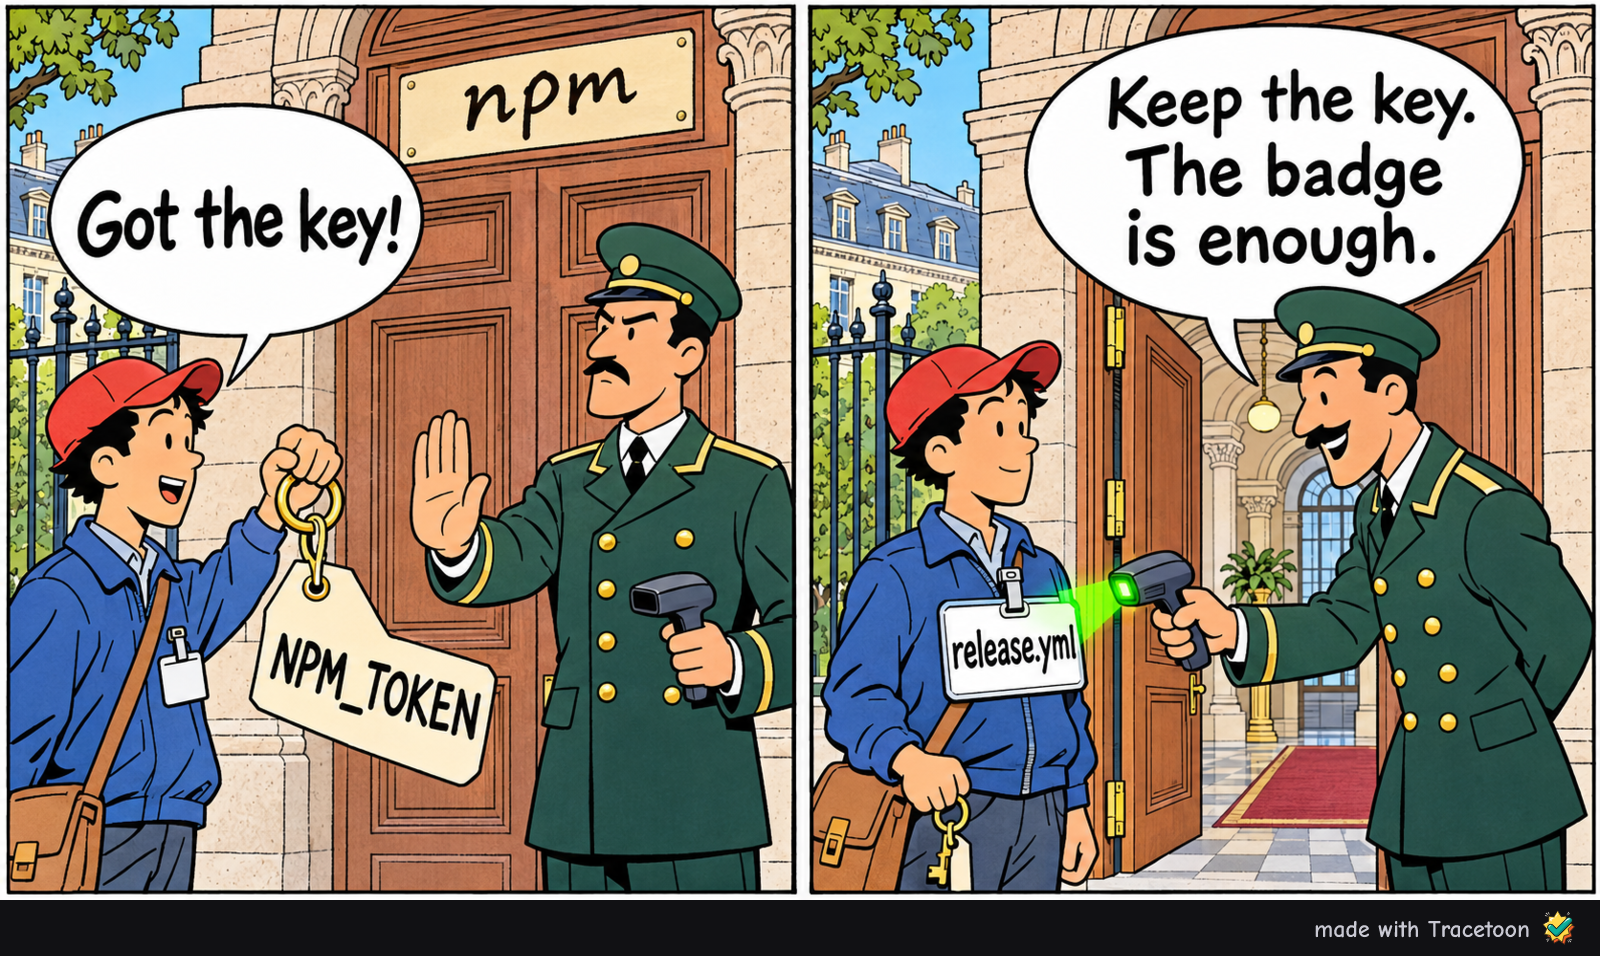 npm
Got the key!
NPM_TOKEN
Keep the key.
The badge
is enough.
release.yml
made with Tracetoon